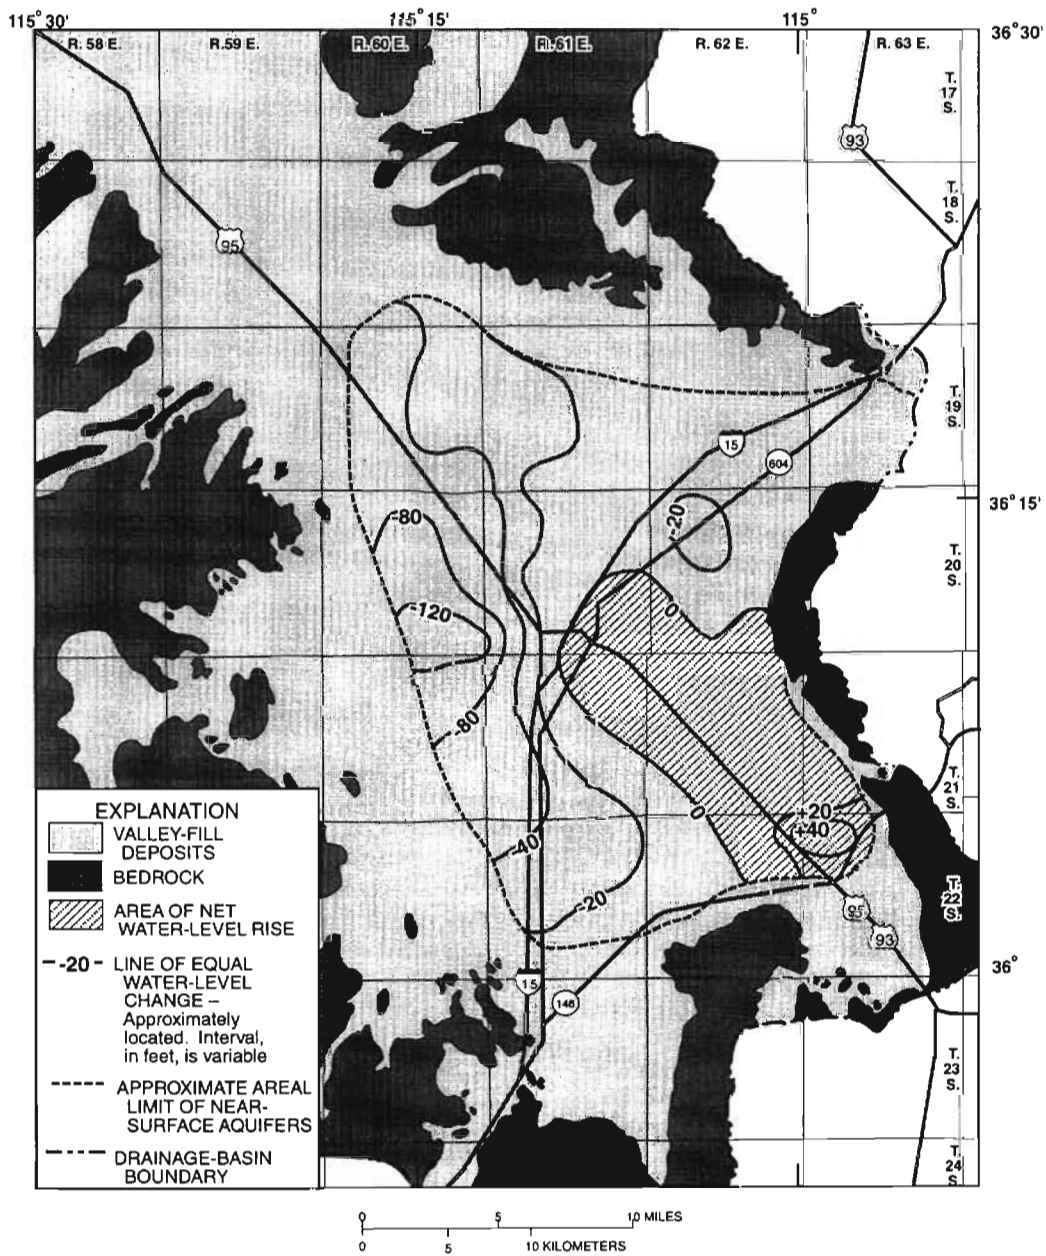 115° 30'
115° 15'
115°
R. 58 E.
R.59 E.
R. 60 E.
R.61 E.
R. 62 E.
R. 63 E.
36° 30'
T.
17
S.
93
T.
18
S.
95
T.
19
S.
15
604
36° 15'
-20
-80
T.
20
S.
0
-120
-80
T.
21
S.
+20
0
+40
-40
T.
22
S.
-20
95
93
36°
15
146
T.
23
S.
T.
24
S.
EXPLANATION
VALLEY-FILL
DEPOSITS
BEDROCK
AREA OF NET
WATER-LEVEL RISE
-20- LINE OF EQUAL
WATER-LEVEL
CHANGE –
Approximately
located. Interval,
in feet, is variable
APPROXIMATE AREAL
LIMIT OF NEAR-
SURFACE AQUIFERS
DRAINAGE-BASIN
BOUNDARY
0 5 10 MILES
0 5 10 KILOMETERS